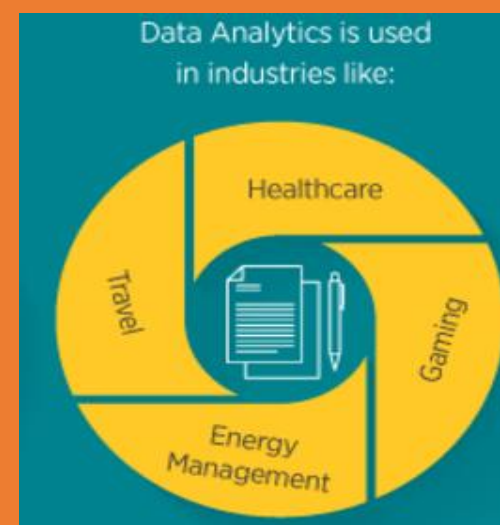 Data Analytics is used
in industries like:
Healthcare
Travel
Gaming
Energy
Management